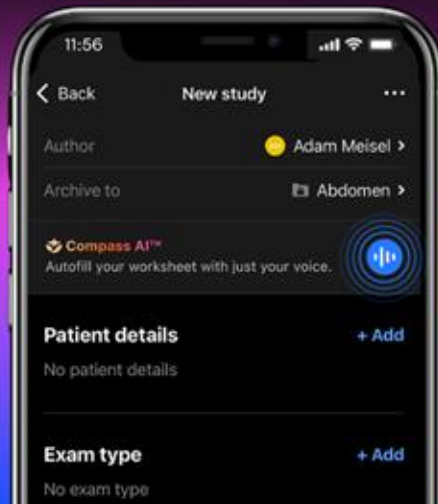 11:56
Back New study ...
Author Adam Meisel >
Archive to Abdomen >
Compass AI™
Autofill your worksheet with just your voice.
Patient details + Add
No patient details
Exam type + Add
No exam type